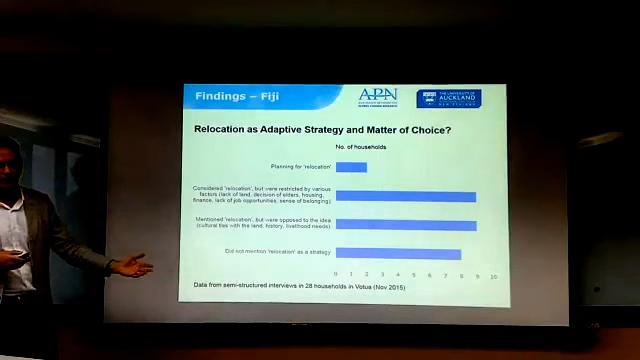 Findings – Fiji
APN
THE UNIVERSITY OF
AUCKLAND
NEW ZEALAND
Relocation as Adaptive Strategy and Matter of Choice?
No. of households
Planning for 'relocation'
Considered 'relocation', but were restricted by various
factors (lack of land, decision of elders, housing,
finance, lack of job opportunities, sense of belonging)
Mentioned 'relocation', but were opposed to the idea
(cultural ties with the land, history, livelihood needs)
Did not mention 'relocation' as a strategy
0 1 2 3 4 5 6 7 8 9 10
Data from semi-structured interviews in 28 households in Votua (Nov 2015)